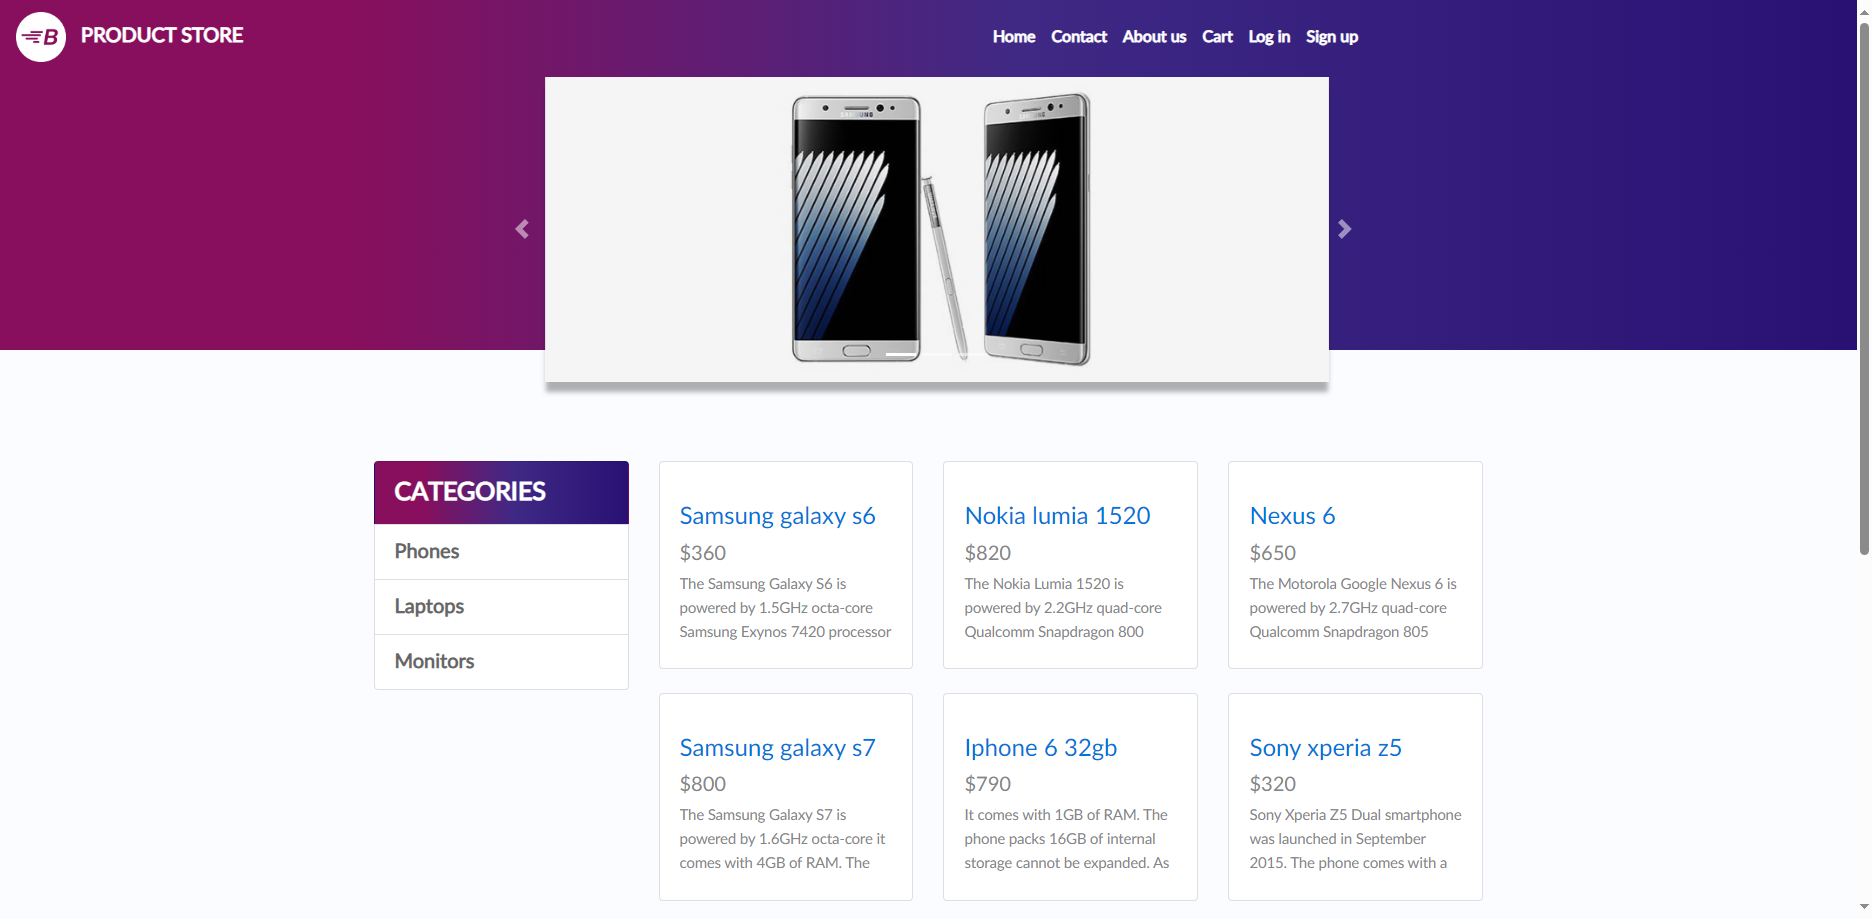 B PRODUCT STORE
Home Contact About us Cart Log in Sign up
SAMSUNG SAMSUNG
CATEGORIES
Phones
Laptops
Monitors
Samsung galaxy s6
$360
The Samsung Galaxy S6 is
powered by 1.5GHz octa-core
Samsung Exynos 7420 processor
Nokia lumia 1520
$820
The Nokia Lumia 1520 is
powered by 2.2GHz quad-core
Qualcomm Snapdragon 800
Nexus 6
$650
The Motorola Google Nexus 6 is
powered by 2.7GHz quad-core
Qualcomm Snapdragon 805
Samsung galaxy s7
$800
The Samsung Galaxy S7 is
powered by 1.6GHz octa-core it
comes with 4GB of RAM. The
Iphone 6 32gb
$790
It comes with 1GB of RAM. The
phone packs 16GB of internal
storage cannot be expanded. As
Sony xperia z5
$320
Sony Xperia Z5 Dual smartphone
was launched in September
2015. The phone comes with a